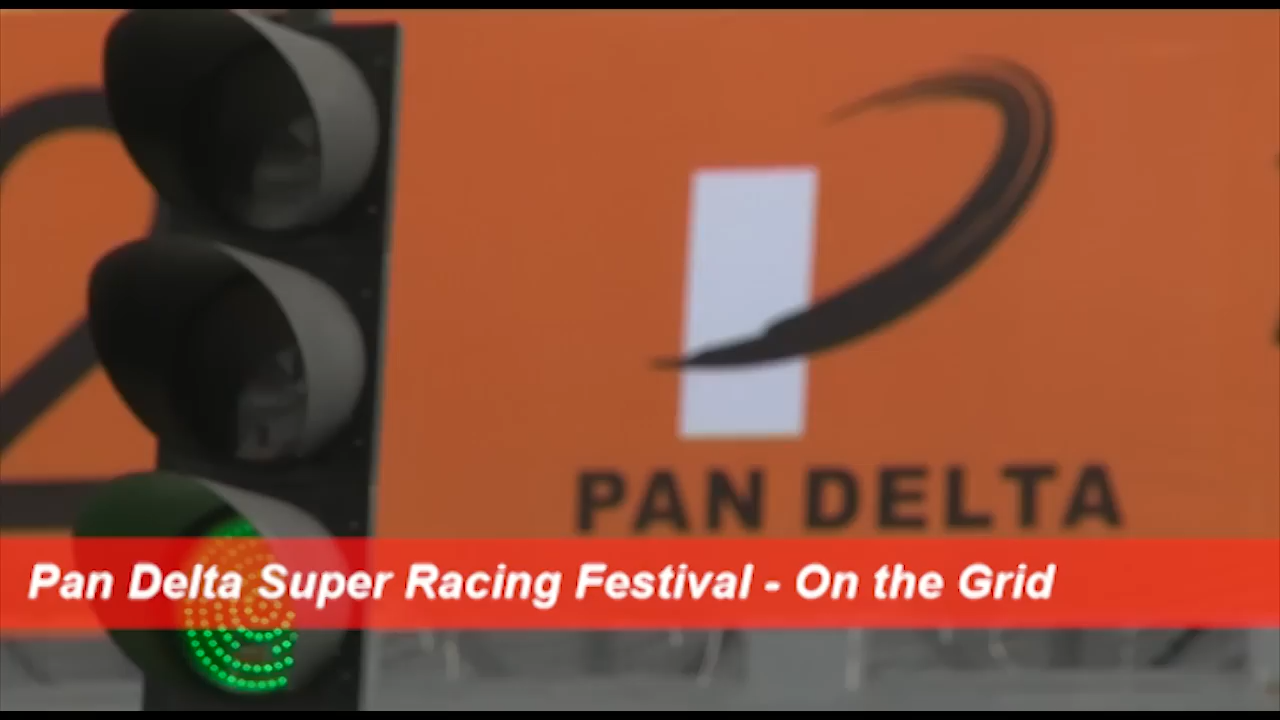 PAN DELTA
Pan Delta Super Racing Festival - On the Grid